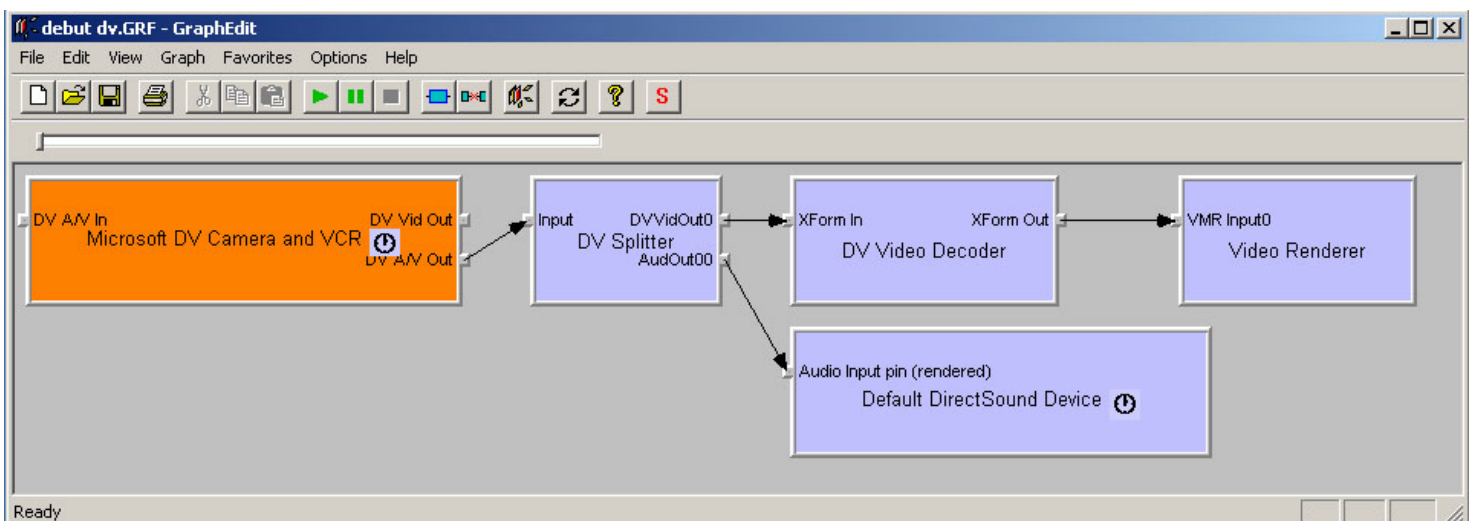 debut dv.GRF - GraphEdit
File Edit View Graph Favorites Options Help
S
DV A/V In
DV Vid Out
Microsoft DV Camera and VCR
DV A/V Out
Input
DVVidOut0
DV Splitter
AudOut00
XForm In
XForm Out
DV Video Decoder
VMR Input0
Video Renderer
Audio Input pin (rendered)
Default DirectSound Device
Ready